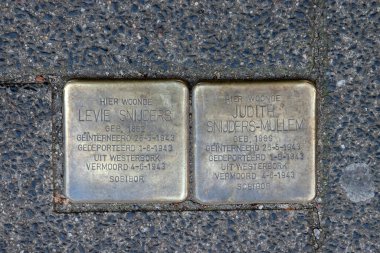 HIER WOONDE
LEVIE SNIJDERS
GEB.
GEÏNTERNEERD 25-5-1943
GEDEPORTEERD 1-6-1943
UIT WESTERBORK
VERMOORD 4-6-1943
SOBIBOR
HIER WOONDE
JUDITH
SNIJDERS-MULLEM
GEB.
GEÏNTERNEERD 25-5-1943
GEDEPORTEERD 1-6-1943
UIT WESTERBORK
VERMOORD 4-6-1943
SOBIBOR